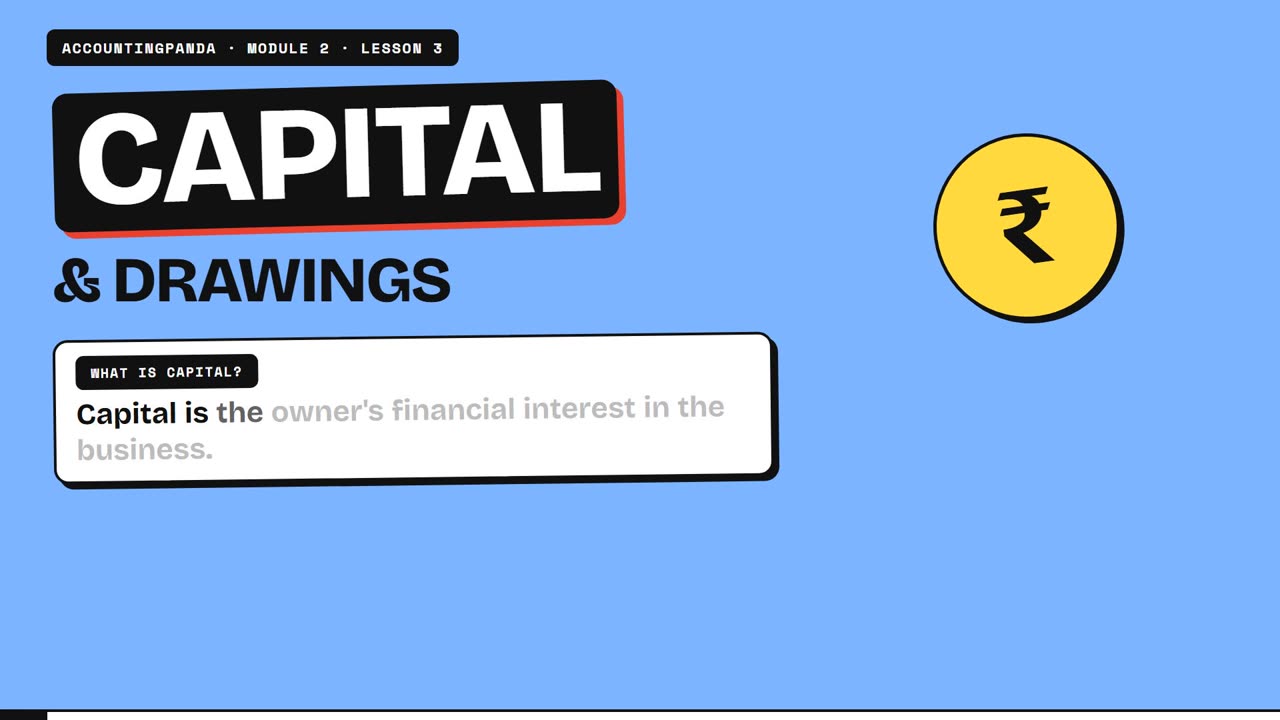 ACCOUNTINGPANDA · MODULE 2 · LESSON 3
CAPITAL
& DRAWINGS
₹
WHAT IS CAPITAL?
Capital is the owner's financial interest in the
business.